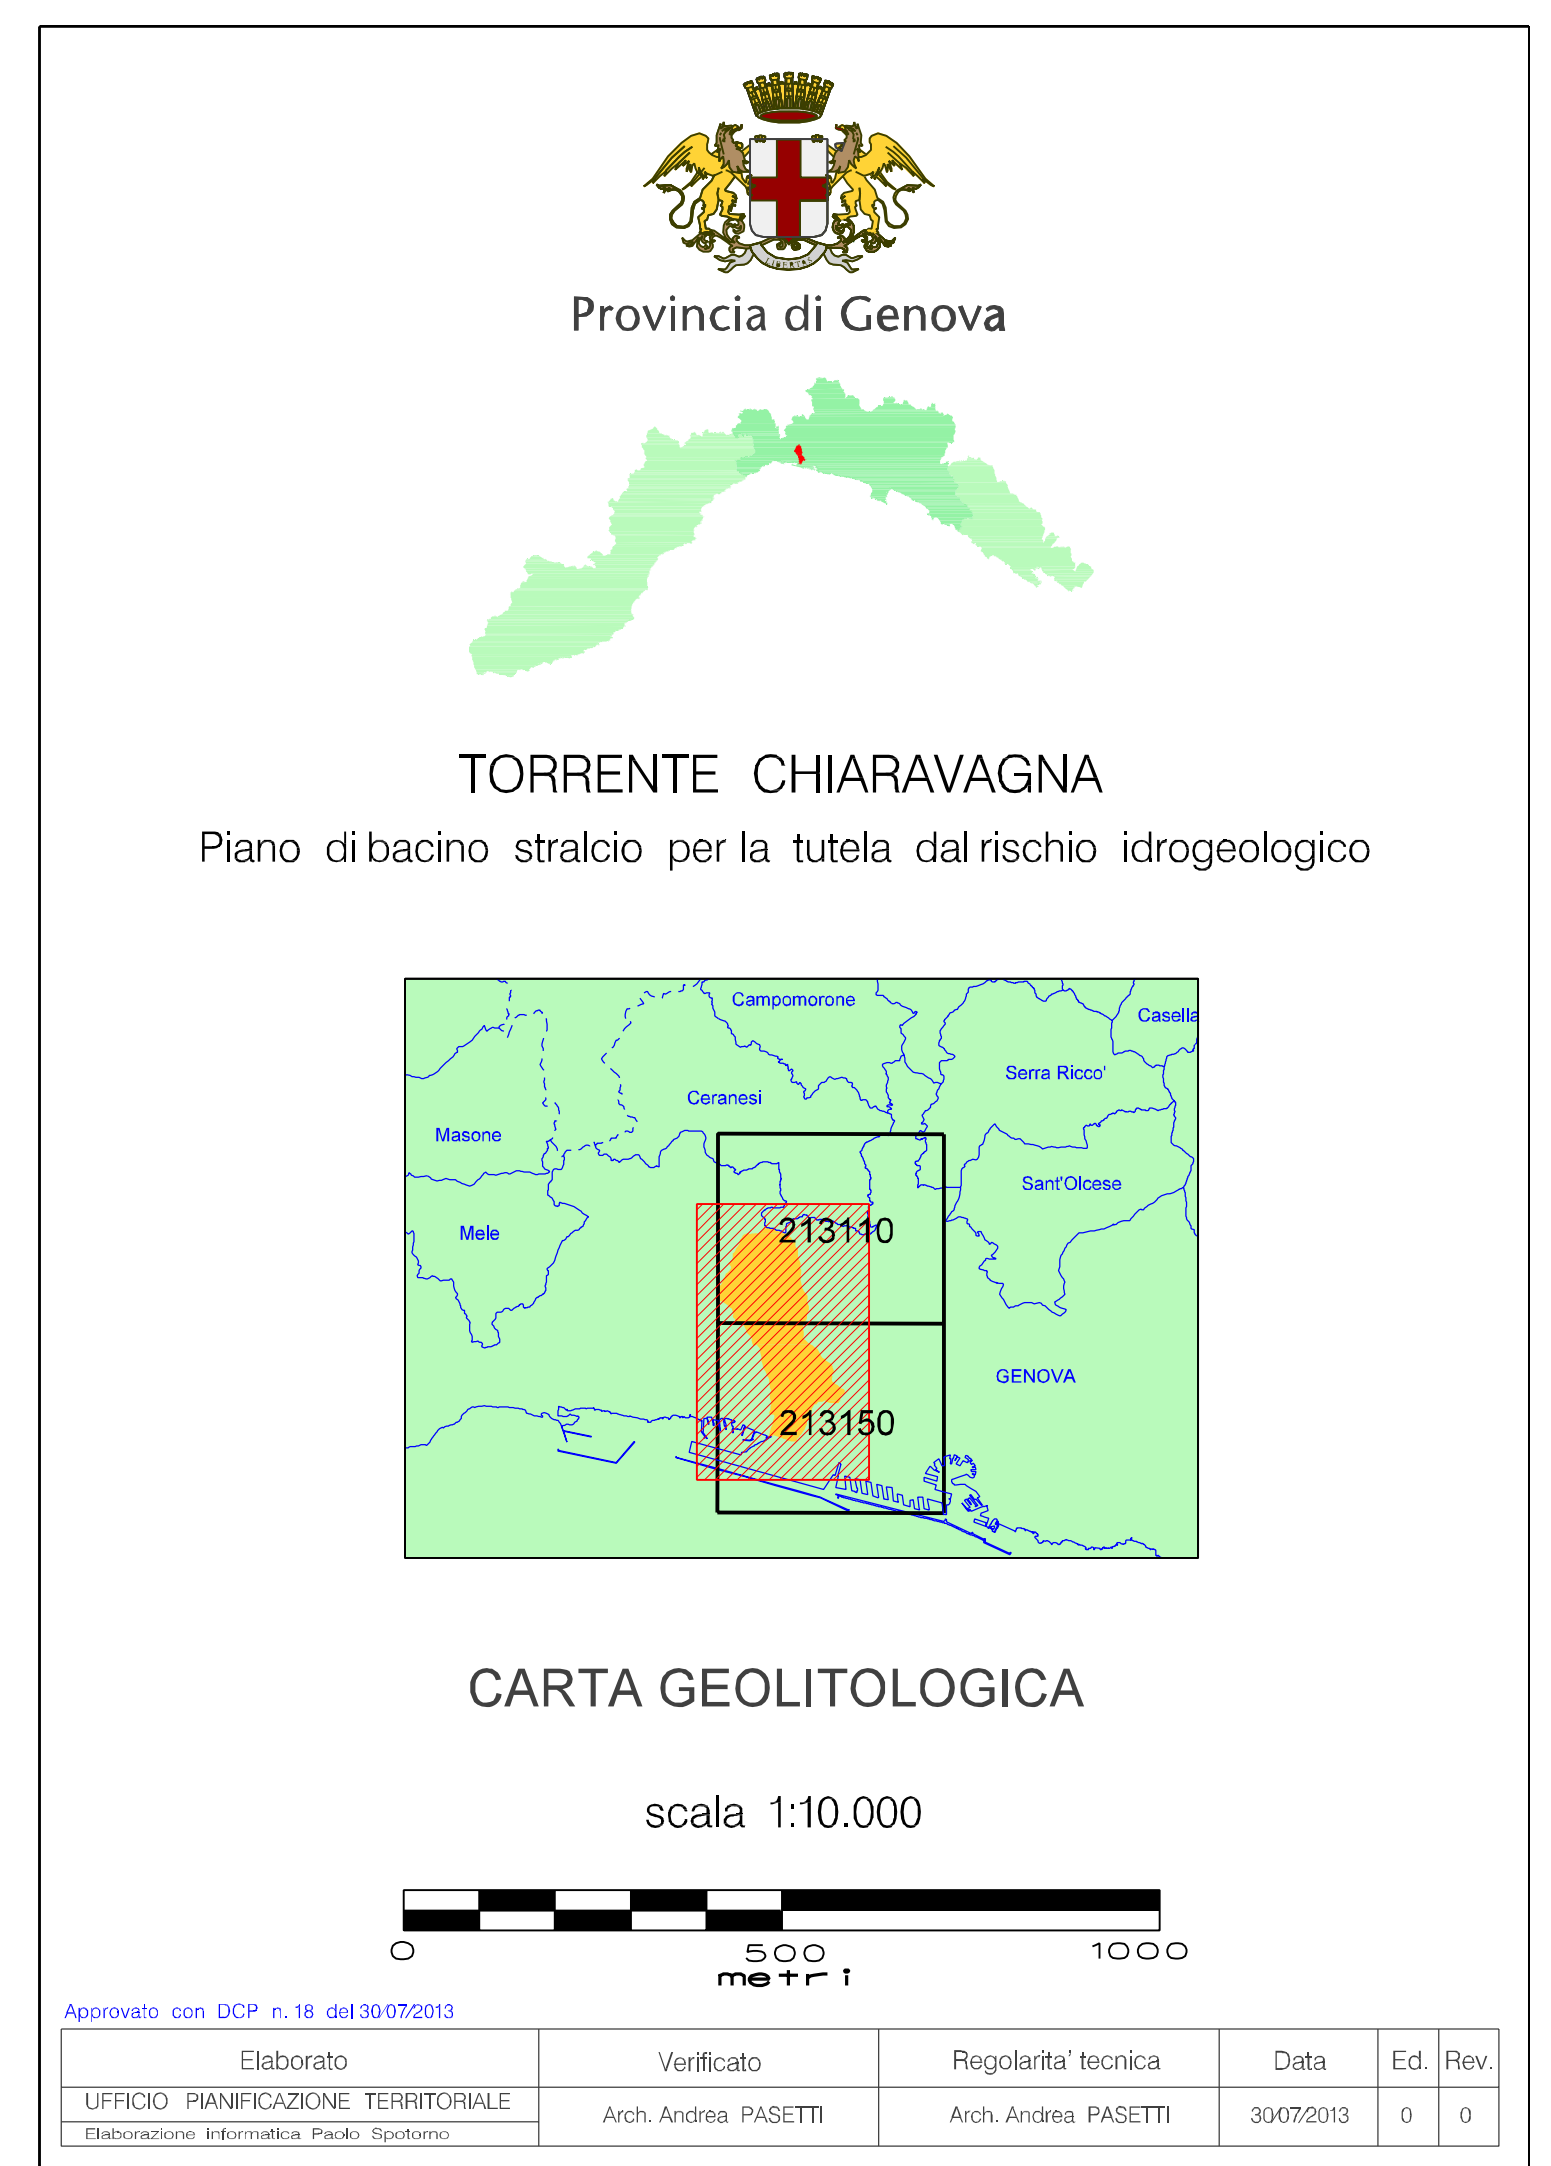 LIBERTAS
Provincia di Genova
TORRENTE CHIARAVAGNA
Piano di bacino stralcio per la tutela dal rischio idrogeologico
Campomorone
Casella
Serra Ricco'
Ceranesi
Masone
Sant'Olcese
Mele
213110
GENOVA
213150
CARTA GEOLITOLOGICA
scala 1:10.000
0 500 1000
metri
Approvato con DCP n. 18 del 30/07/2013
Elaborato Verificato Regolarita' tecnica Data Ed. Rev.
UFFICIO PIANIFICAZIONE TERRITORIALE
Arch. Andrea PASETTI Arch. Andrea PASETTI 30/07/2013 0 0
Elaborazione informatica Paolo Spotorno